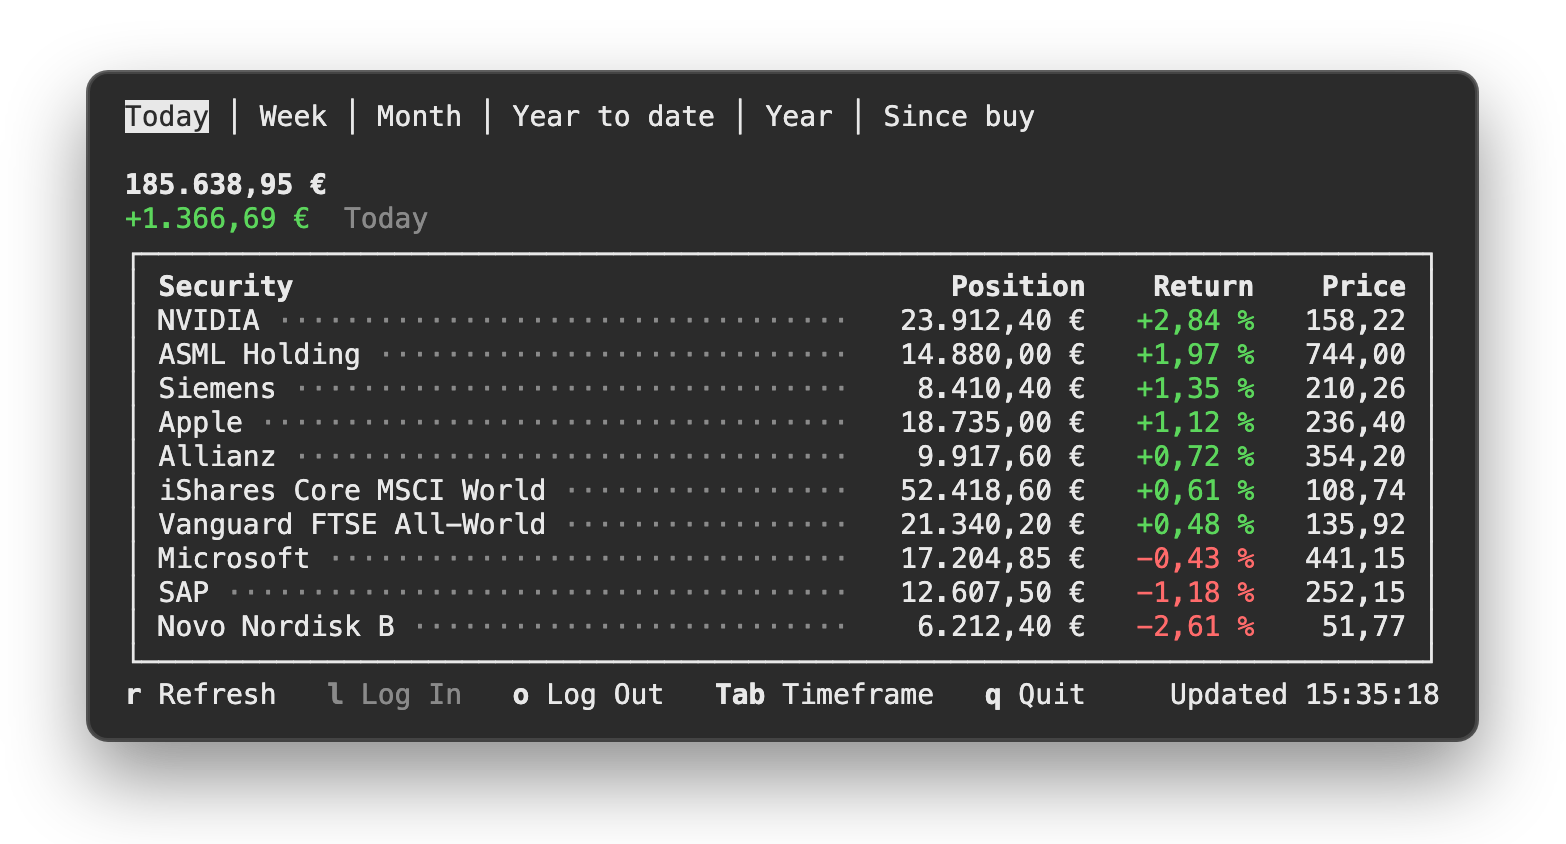 Today │ Week │ Month │ Year to date │ Year │ Since buy
185.638,95 €
+1.366,69 € Today
Security Position Return Price
NVIDIA ·································· 23.912,40 € +2,84 % 158,22
ASML Holding ···························· 14.880,00 € +1,97 % 744,00
Siemens ································· 8.410,40 € +1,35 % 210,26
Apple ··································· 18.735,00 € +1,12 % 236,40
Allianz ································· 9.917,60 € +0,72 % 354,20
iShares Core MSCI World ················· 52.418,60 € +0,61 % 108,74
Vanguard FTSE All-World ················· 21.340,20 € +0,48 % 135,92
Microsoft ······························· 17.204,85 € −0,43 % 441,15
SAP ····································· 12.607,50 € −1,18 % 252,15
Novo Nordisk B ·························· 6.212,40 € −2,61 % 51,77
r Refresh l Log In o Log Out Tab Timeframe q Quit Updated 15:35:18